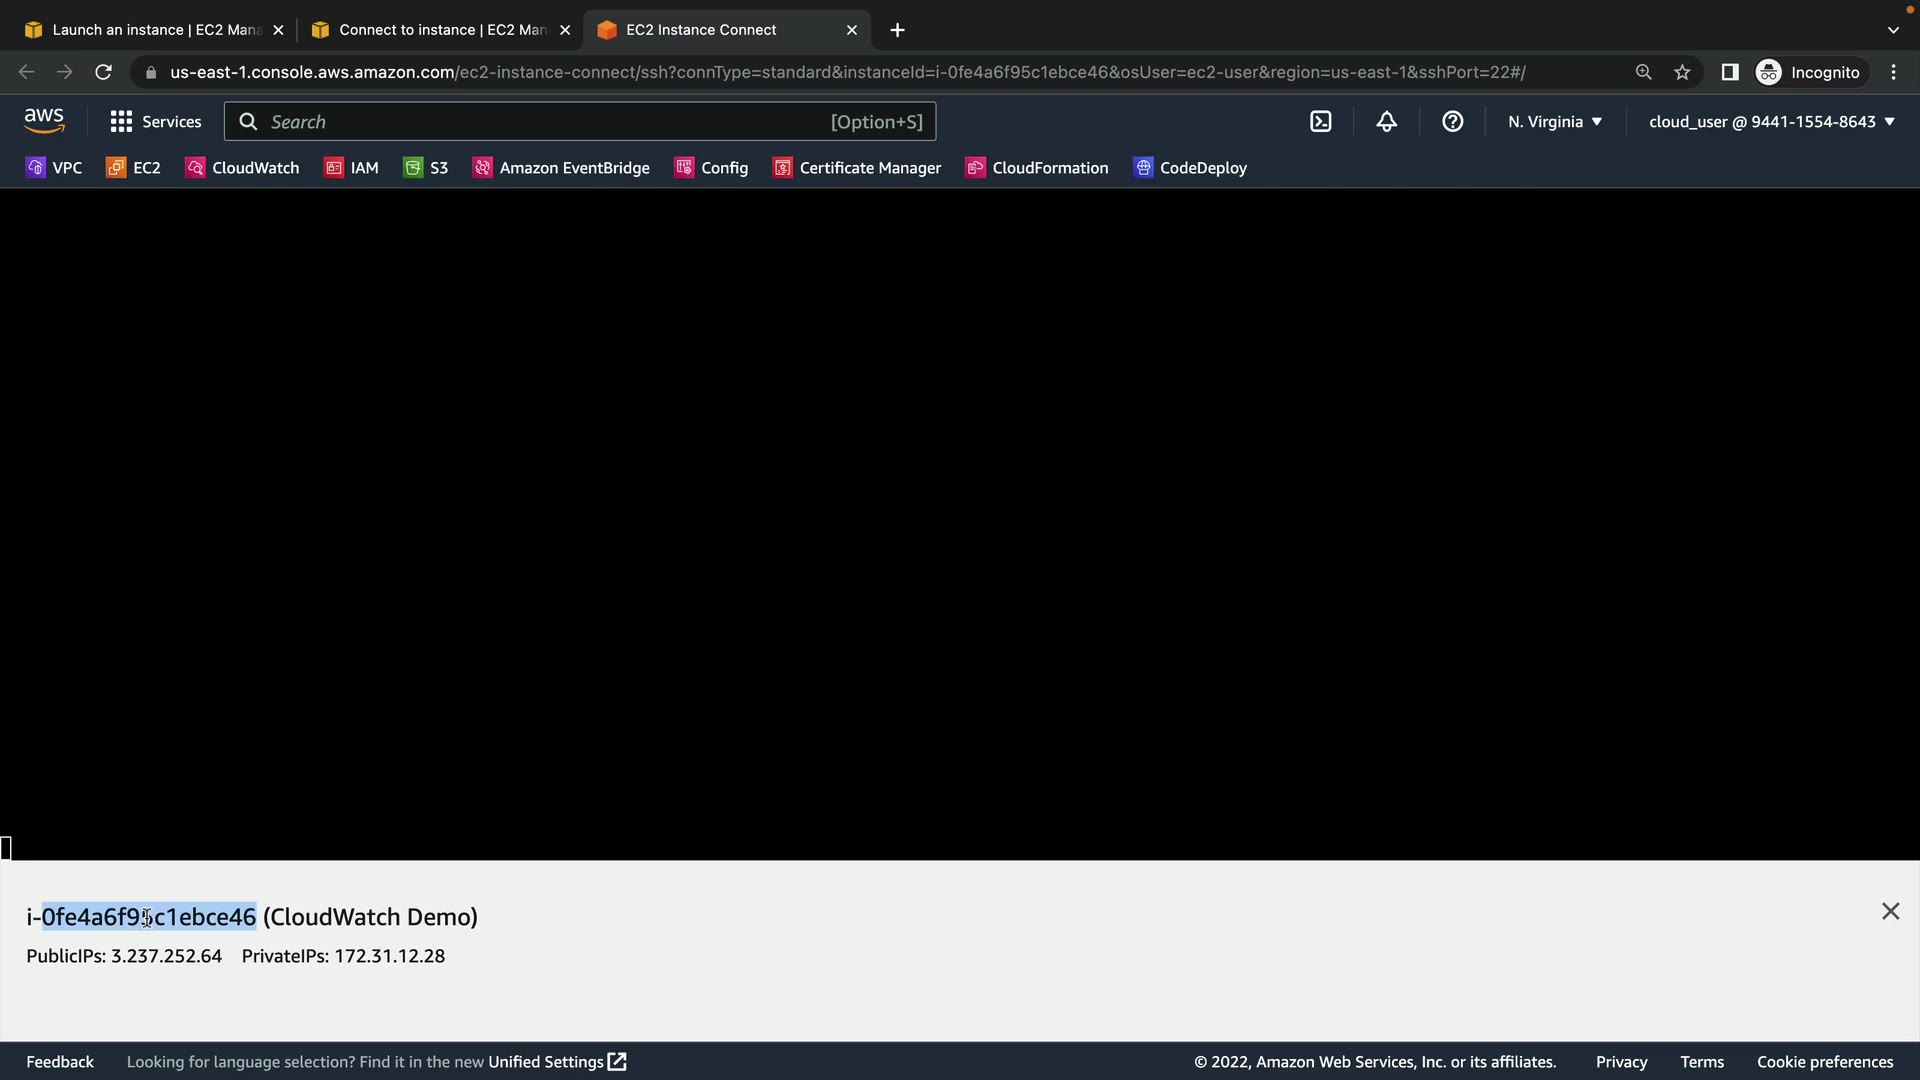 Launch an instance | EC2 Mana
Connect to instance | EC2 Man
EC2 Instance Connect
us-east-1.console.aws.amazon.com/ec2-instance-connect/ssh?connType=standard&instanceId=i-0fe4a6f95c1ebce46&osUser=ec2-user&region=us-east-1&sshPort=22#/
Incognito
aws
Services
Search
[Option+S]
N. Virginia
cloud_user @ 9441-1554-8643
VPC
EC2
CloudWatch
IAM
S3
Amazon EventBridge
Config
Certificate Manager
CloudFormation
CodeDeploy
i-0fe4a6f95c1ebce46 (CloudWatch Demo)
PublicIPs: 3.237.252.64 PrivateIPs: 172.31.12.28
Feedback
Looking for language selection? Find it in the new Unified Settings
© 2022, Amazon Web Services, Inc. or its affiliates.
Privacy
Terms
Cookie preferences